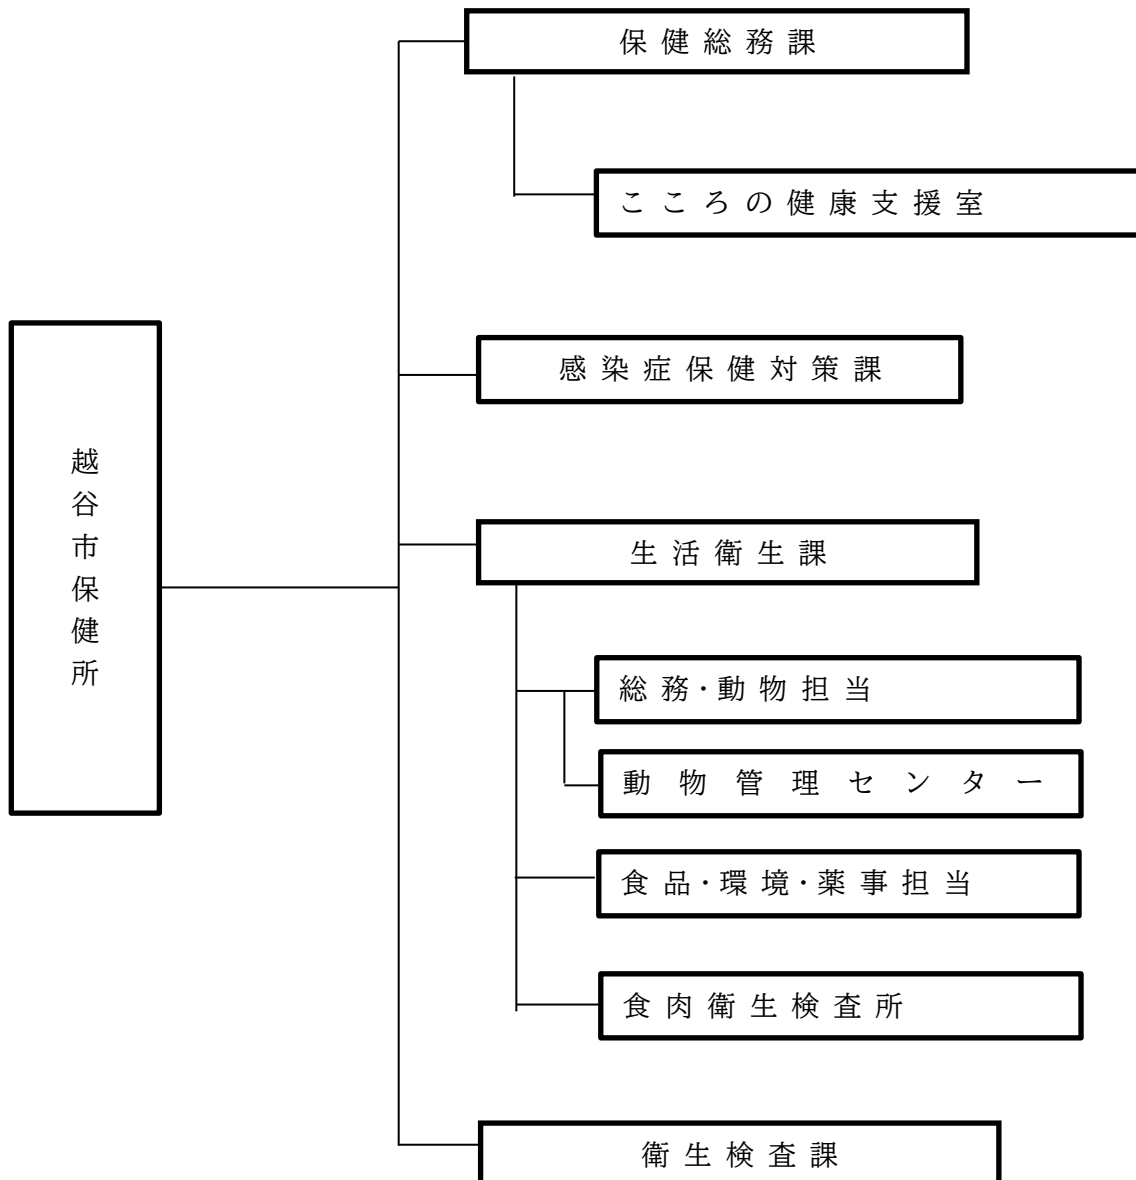 保健総務課
こころの健康支援室
感染症保健対策課
越谷市保健所
生活衛生課
総務・動物担当
動物管理センター
食品・環境・薬事担当
食肉衛生検査所
衛生検査課